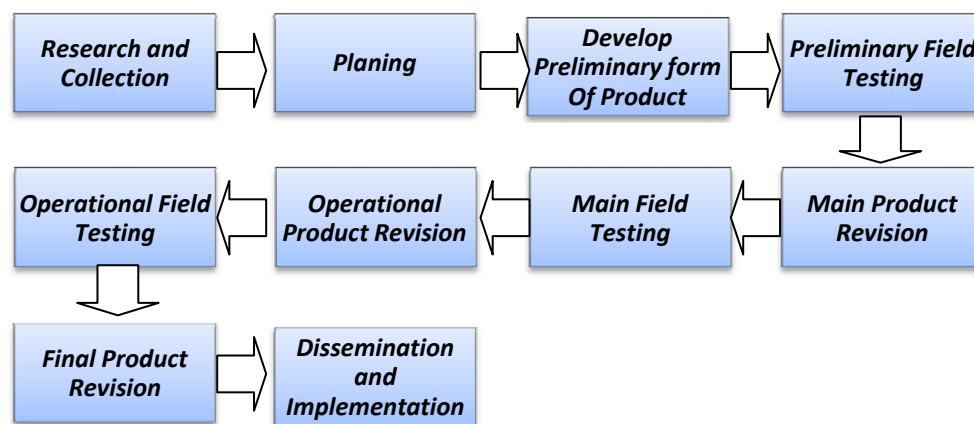 Research and
Collection
Planing
Develop
Preliminary form
Of Product
Preliminary Field
Testing
Main Product
Revision
Main Field
Testing
Operational
Product Revision
Operational Field
Testing
Final Product
Revision
Dissemination
and
Implementation